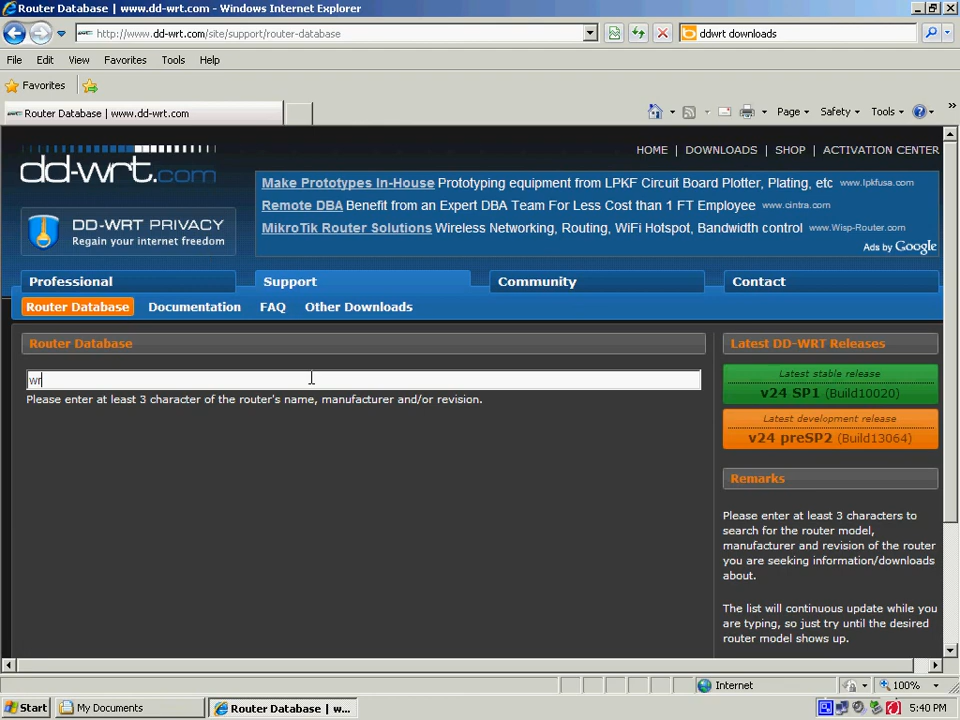 Router Database | www.dd-wrt.com - Windows Internet Explorer
http://www.dd-wrt.com/site/support/router-database
ddwrt downloads
File Edit View Favorites Tools Help
Favorites
Router Database | www.dd-wrt.com
Page Safety Tools »
HOME | DOWNLOADS | SHOP | ACTIVATION CENTER
dd-wrt.com
Make Prototypes In-House Prototyping equipment from LPKF Circuit Board Plotter, Plating, etc www.lpkfusa.com
Remote DBA Benefit from an Expert DBA Team For Less Cost than 1 FT Employee www.cintra.com
MikroTik Router Solutions Wireless Networking, Routing, WiFi Hotspot, Bandwidth control www.Wisp-Router.com
Ads by Google
DD-WRT PRIVACY
Regain your internet freedom
Professional Support Community Contact
Router Database Documentation FAQ Other Downloads
Router Database
wr
Please enter at least 3 character of the router's name, manufacturer and/or revision.
Latest DD-WRT Releases
Latest stable release
v24 SP1 (Build10020)
Latest development release
v24 preSP2 (Build13064)
Remarks
Please enter at least 3 characters to
search for the router model,
manufacturer and revision of the router
you are seeking information/downloads
about.
The list will continue update while you
are typing, so just try until the desired
router model shows up.
Internet 100%
Start My Documents Router Database | w... 5:40 PM